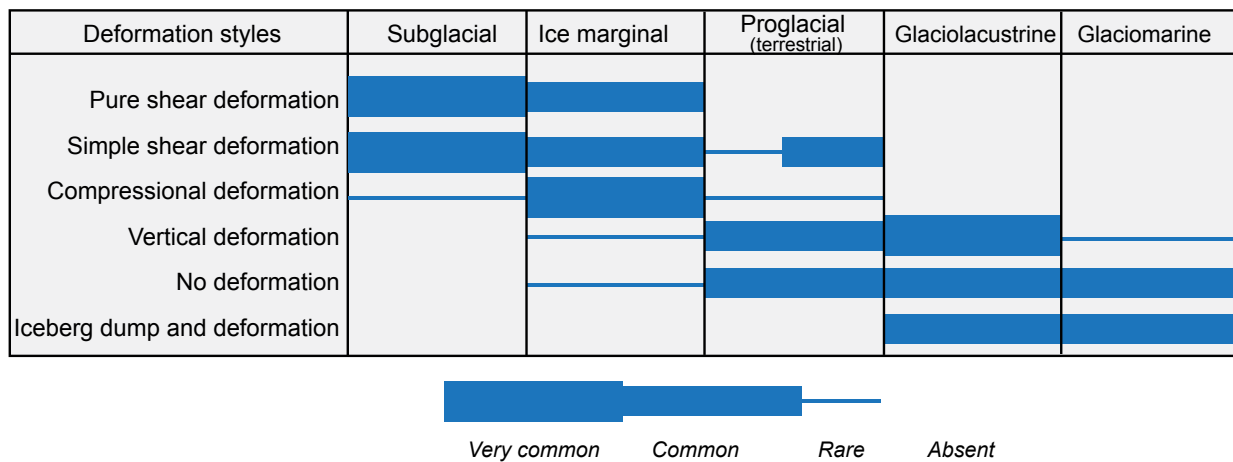 Deformation styles
Subglacial
Ice marginal
Proglacial
(terrestrial)
Glaciolacustrine
Glaciomarine
Pure shear deformation
Simple shear deformation
Compressional deformation
Vertical deformation
No deformation
Iceberg dump and deformation
Very common
Common
Rare
Absent